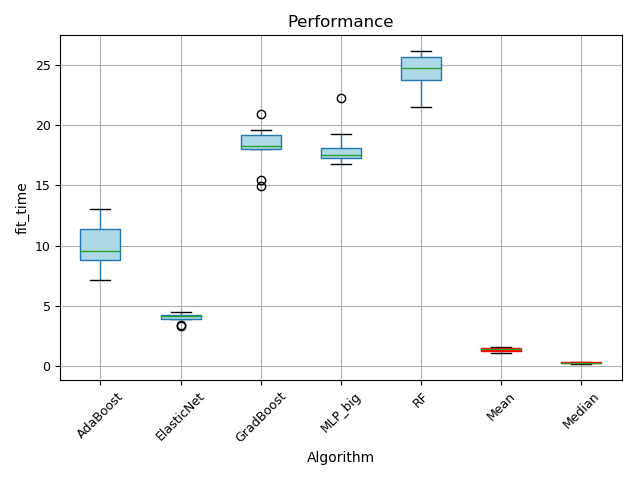 Performance
fit_time
25
20
15
10
5
0
AdaBoost
ElasticNet
GradBoost
MLP_big
RF
Mean
Median
Algorithm